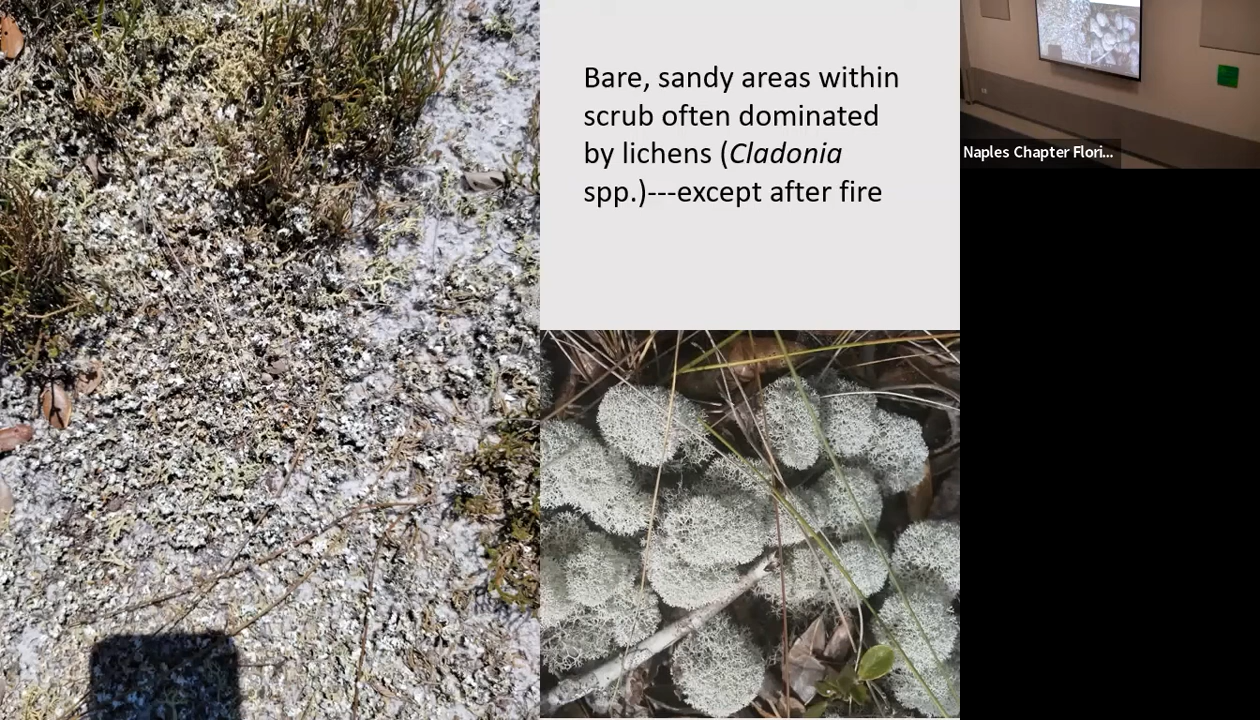 Bare, sandy areas within
scrub often dominated
by lichens (Cladonia
spp.)---except after fire
Naples Chapter Flori...